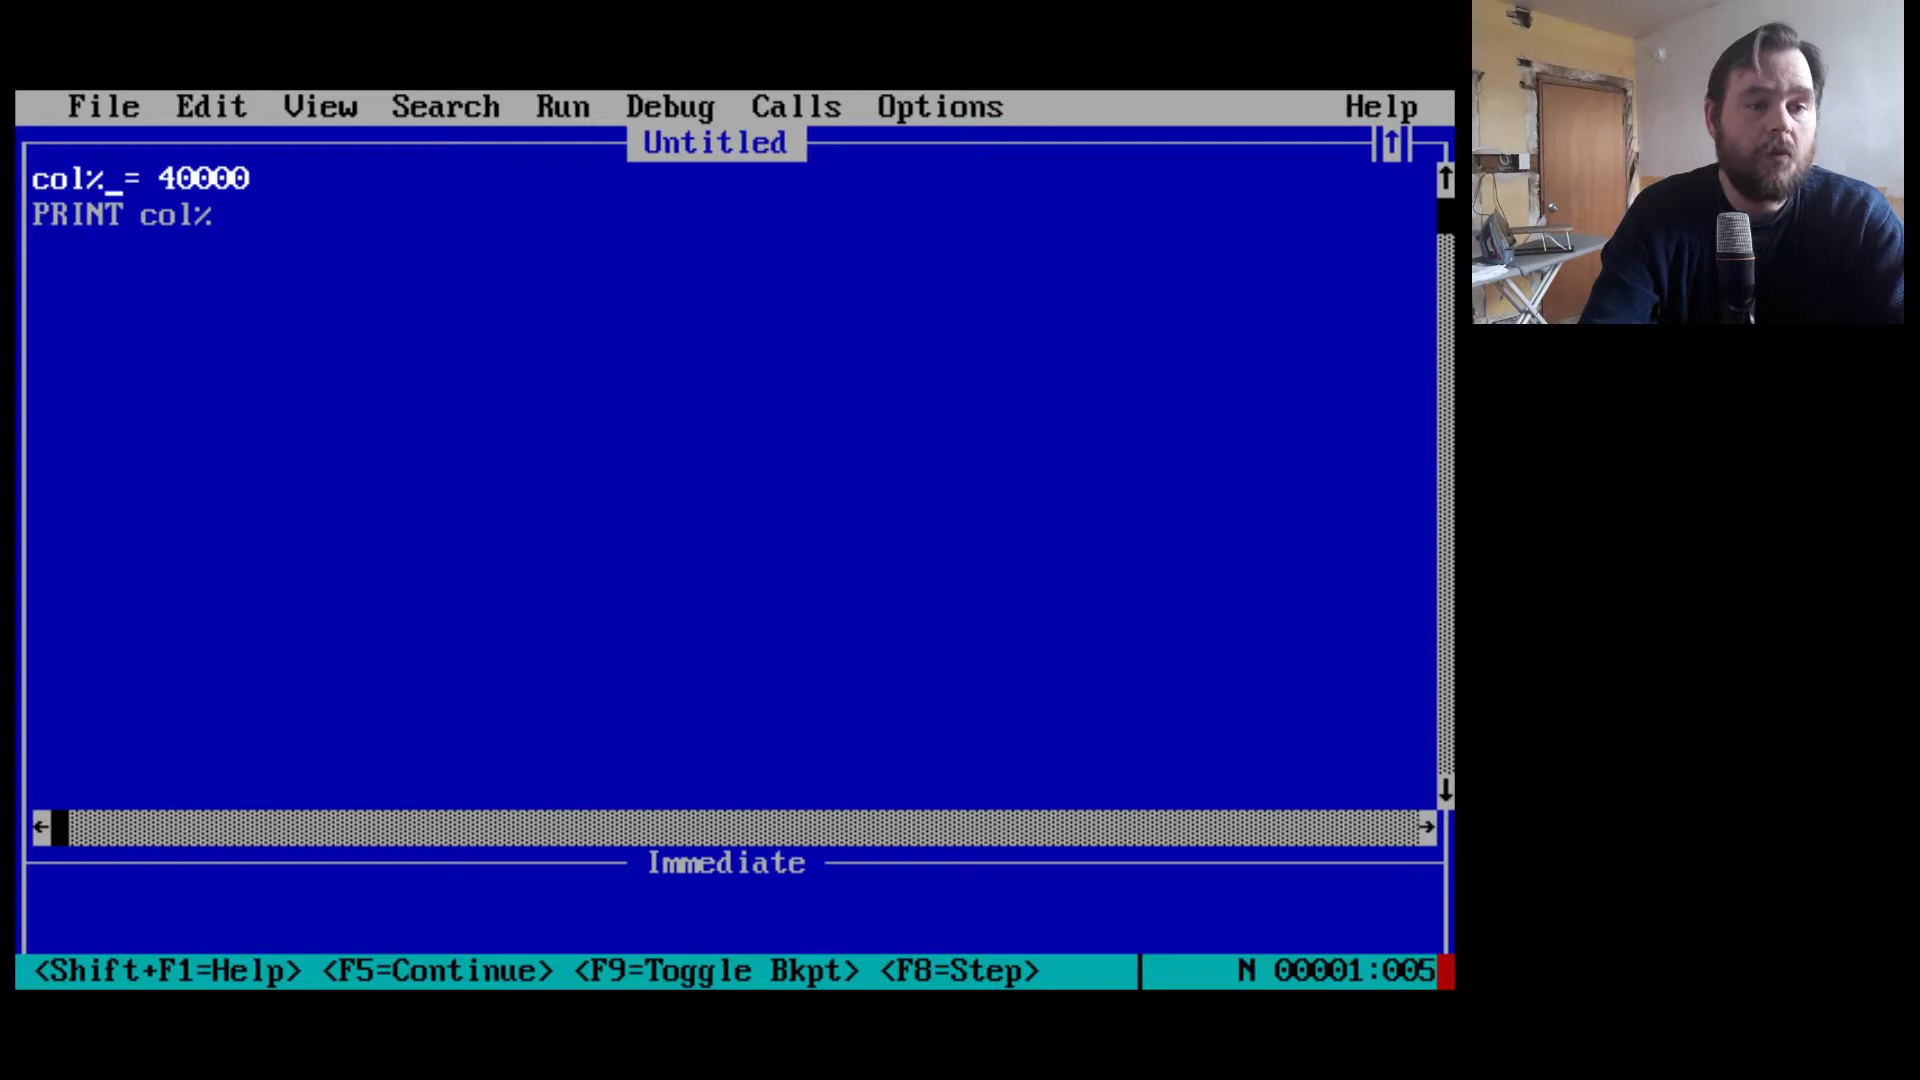 File Edit View Search Run Debug Calls Options Help
Untitled
col%_= 40000
PRINT col%
Immediate
<Shift+F1=Help> <F5=Continue> <F9=Toggle Bkpt> <F8=Step> N 00001:005